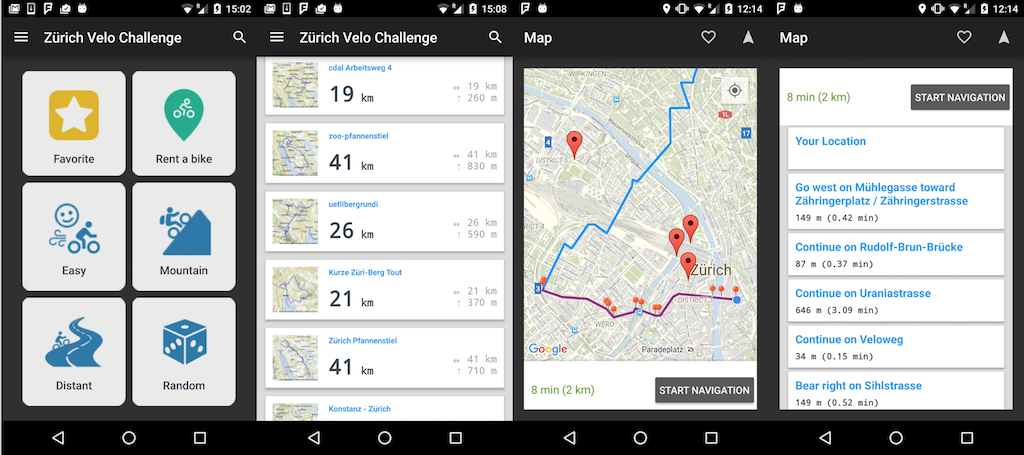 15:02
Zürich Velo Challenge
Favorite
Rent a bike
Easy
Mountain
Distant
Random
15:08
Zürich Velo Challenge
cdal Arbeitsweg 4
19 km
19 km
260 m
zoo-pfannenstiel
41 km
41 km
830 m
uetlibergrundi
26 km
26 km
590 m
Kurze Züri-Berg Tout
21 km
21 km
370 m
Zürich Pfannenstiel
41 km
41 km
710 m
Konstanz - Zürich
12:14
Map
WIPKINGEN
1L
17
4
DISTRICT 5
DISTRICT 4
Zürich
3
DISTRICT 1
WERD
Google
Paradeplatz
8 min (2 km)
START NAVIGATION
12:14
Map
8 min (2 km)
START NAVIGATION
Your Location
Go west on Mühlegasse toward
Zähringerplatz / Zähringerstrasse
149 m (0.42 min)
Continue on Rudolf-Brun-Brücke
87 m (0.37 min)
Continue on Uraniastrasse
646 m (3.09 min)
Continue on Veloweg
34 m (0.15 min)
Bear right on Sihlstrasse
149 m (0.52 min)